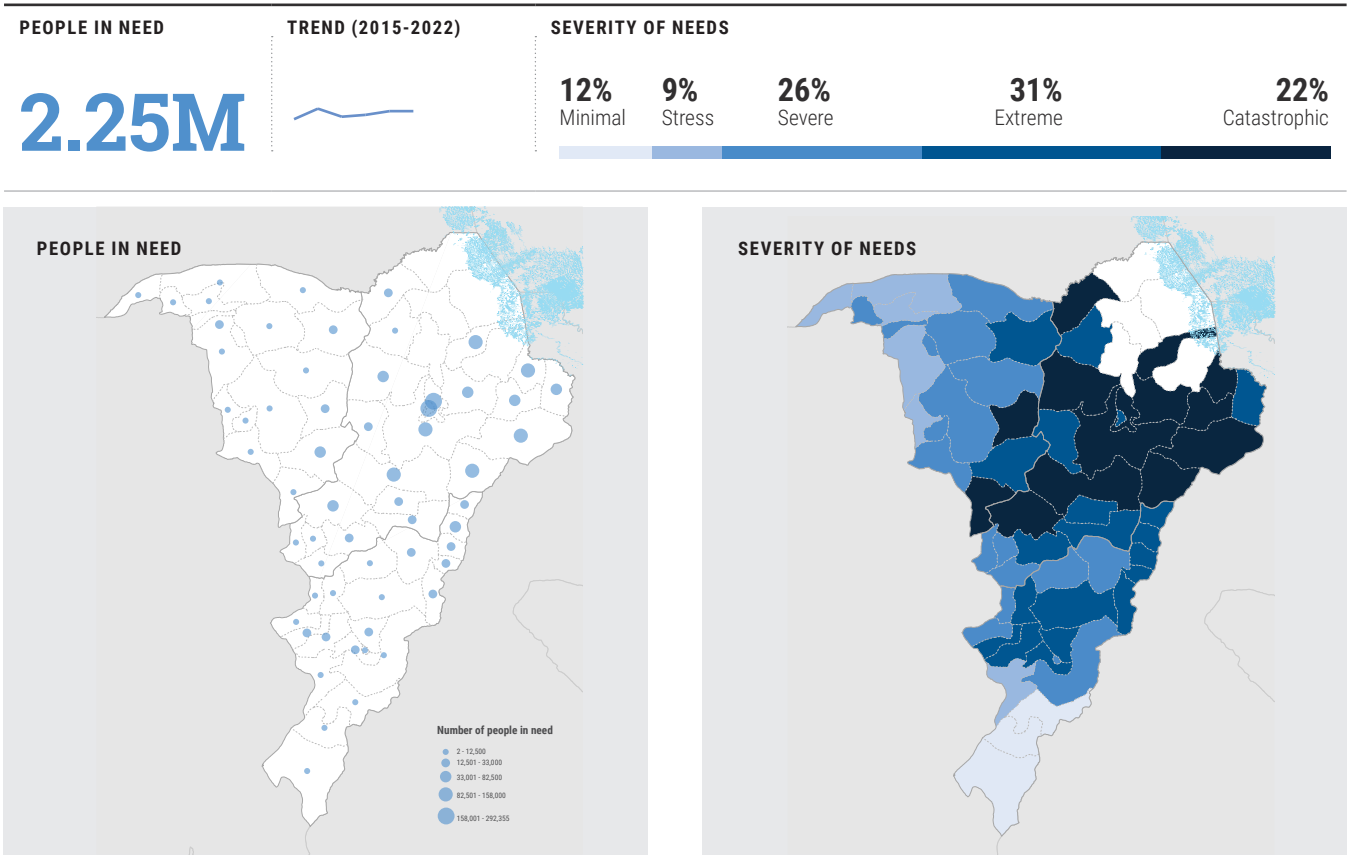 PEOPLE IN NEED
2.25M
TREND (2015-2022)
SEVERITY OF NEEDS
12%
Minimal
9%
Stress
26%
Severe
31%
Extreme
22%
Catastrophic
PEOPLE IN NEED
Number of people in need
2 - 12,500
12,501 - 33,000
33,001 - 82,500
82,501 - 158,000
158,001 - 292,355
SEVERITY OF NEEDS